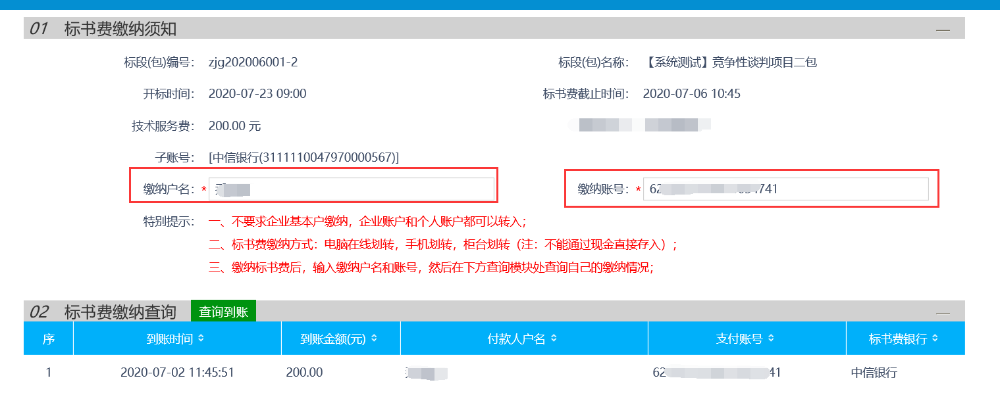 01 标书费缴纳须知
标段(包)编号： zjg202006001-2 标段(包)名称： 【系统测试】竞争性谈判项目二包
开标时间： 2020-07-23 09:00 标书费截止时间： 2020-07-06 10:45
技术服务费： 200.00 元
子账号： [中信银行(3111110047970000567)]
缴纳户名：* 缴纳账号：* 62 741
特别提示： 一、不要求企业基本户缴纳，企业账户和个人账户都可以转入；
二、标书费缴纳方式：电脑在线划转，手机划转，柜台划转（注：不能通过现金直接存入）；
三、缴纳标书费后，输入缴纳户名和账号，然后在下方查询模块处查询自己的缴纳情况；
02 标书费缴纳查询 查询到账
序 到账时间 到账金额(元) 付款人户名 支付账号 标书费银行
1 2020-07-02 11:45:51 200.00 62 41 中信银行